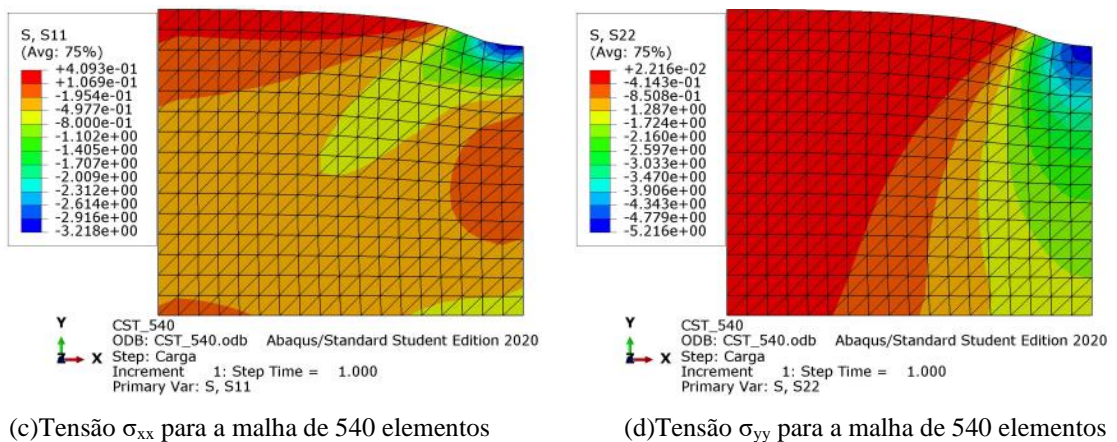 S, S11
(Avg: 75%)
+4.093e-01
+1.069e-01
-1.954e-01
-4.977e-01
-8.000e-01
-1.102e+00
-1.405e+00
-1.707e+00
-2.009e+00
-2.312e+00
-2.614e+00
-2.916e+00
-3.218e+00
Y
Z
X
CST_540
ODB: CST_540.odb Abaqus/Standard Student Edition 2020
Step: Carga
Increment 1: Step Time = 1.000
Primary Var: S, S11
(c)Tensão σxx para a malha de 540 elementos
S, S22
(Avg: 75%)
+2.216e-02
-4.143e-01
-8.508e-01
-1.287e+00
-1.724e+00
-2.160e+00
-2.597e+00
-3.033e+00
-3.470e+00
-3.906e+00
-4.343e+00
-4.779e+00
-5.216e+00
Y
Z
X
CST_540
ODB: CST_540.odb Abaqus/Standard Student Edition 2020
Step: Carga
Increment 1: Step Time = 1.000
Primary Var: S, S22
(d)Tensão σyy para a malha de 540 elementos